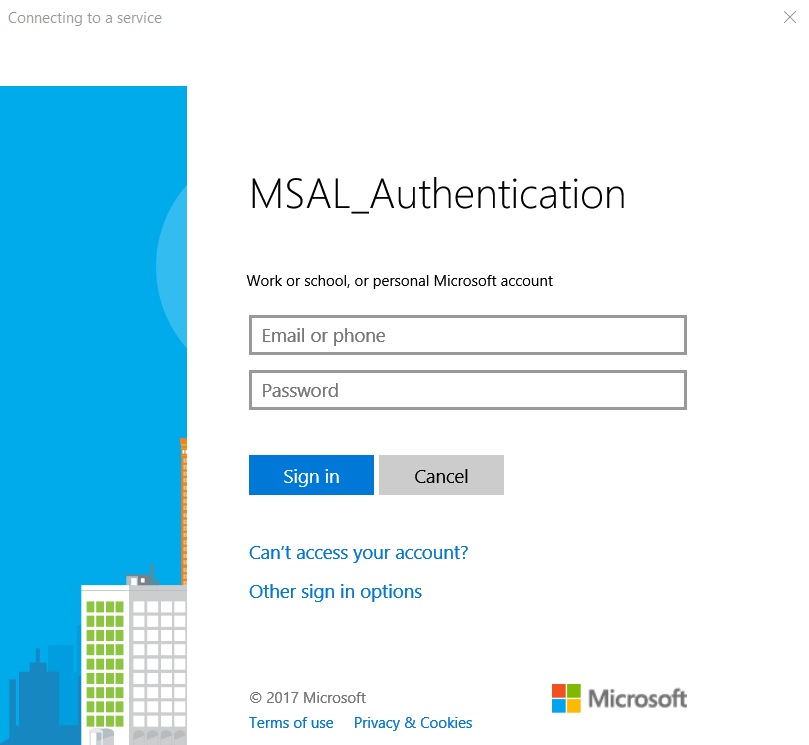 Connecting to a service
MSAL_Authentication
Work or school, or personal Microsoft account
Email or phone
Password
Sign in
Cancel
Can't access your account?
Other sign in options
© 2017 Microsoft
Terms of use
Privacy & Cookies
Microsoft